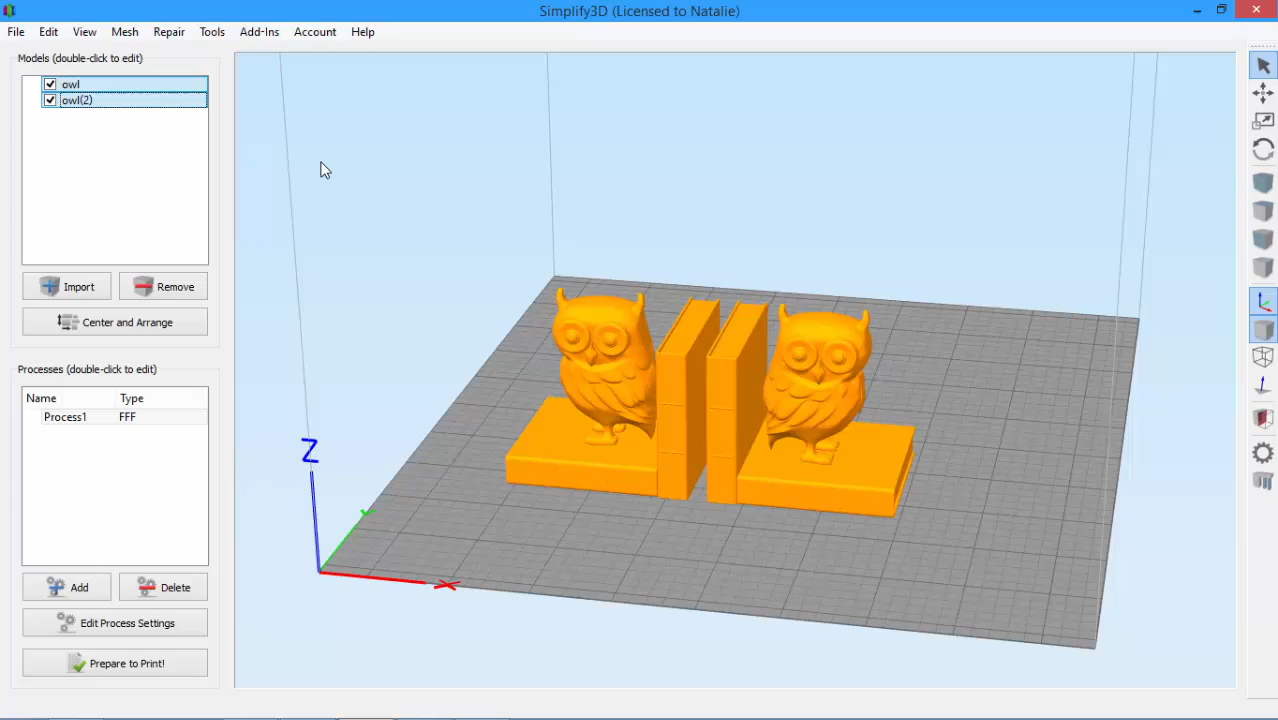 Simplify3D (Licensed to Natalie)
File Edit View Mesh Repair Tools Add-Ins Account Help
Models (double-click to edit)
owl
owl(2)
Import Remove
Center and Arrange
Processes (double-click to edit)
Name Type
Process1 FFF
Add Delete
Edit Process Settings
Prepare to Print!
Z